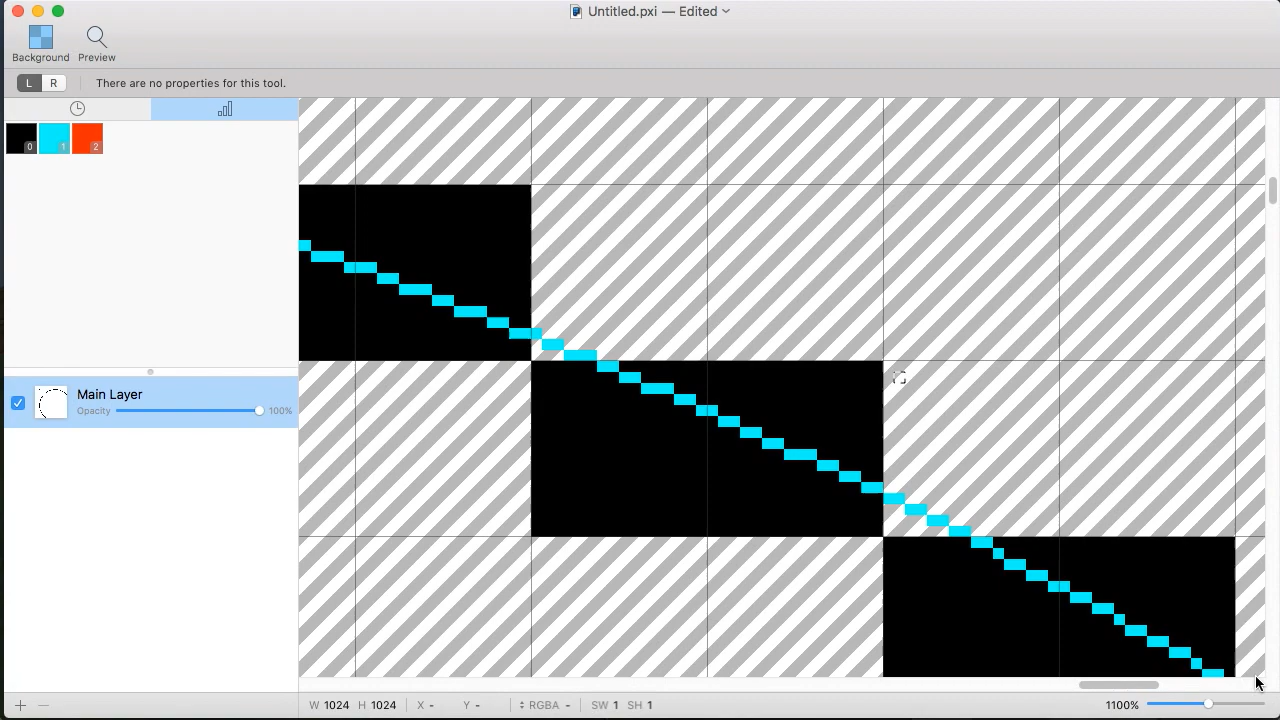 Untitled.pxi — Edited
Background Preview
L R There are no properties for this tool.
0 1 2
Main Layer
Opacity 100%
W 1024 H 1024 X - Y - RGBA - SW 1 SH 1 1100%